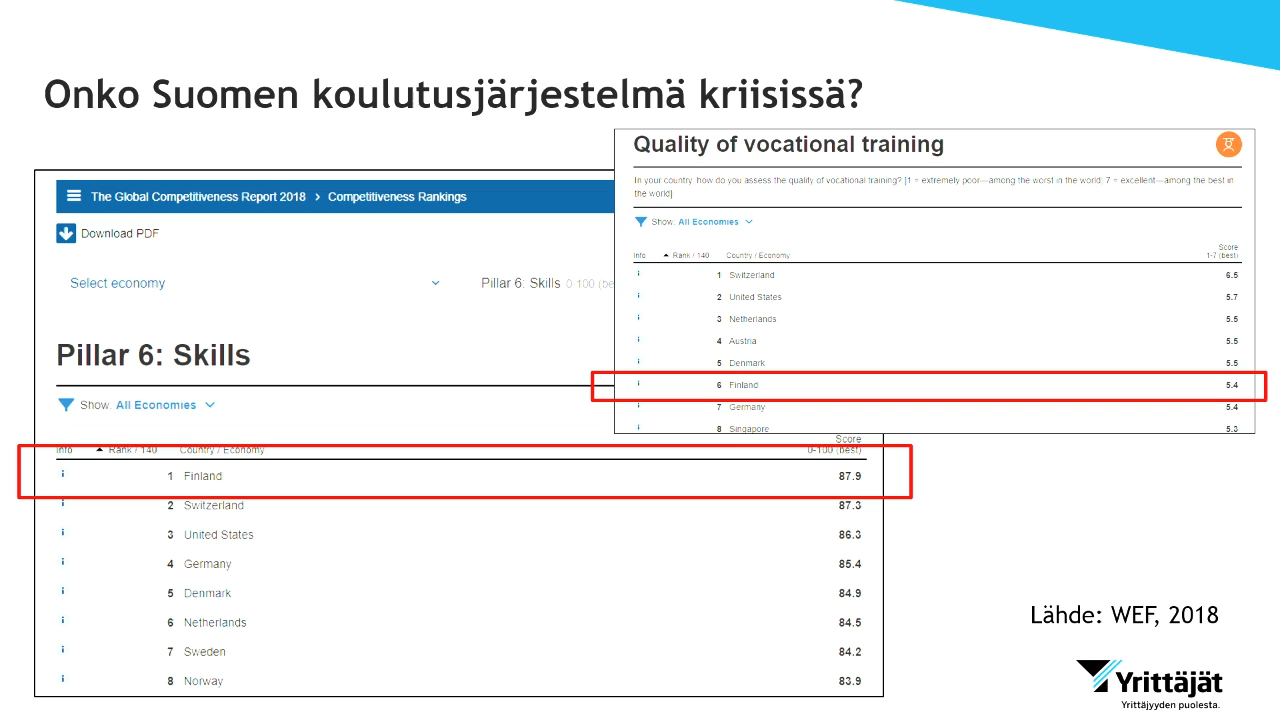 Onko Suomen koulutusjärjestelmä kriisissä?
Quality of vocational training
In your country, how do you assess the quality of vocational training? [1 = extremely poor—among the worst in the world; 7 = excellent—among the best in
the world]
Show: All Economies
Score
Info Rank / 140 Country / Economy 1-7 (best)
i 1 Switzerland 6.5
i 2 United States 5.7
i 3 Netherlands 5.5
i 4 Austria 5.5
i 5 Denmark 5.5
i 6 Finland 5.4
i 7 Germany 5.4
i 8 Singapore 5.3
The Global Competitiveness Report 2018 > Competitiveness Rankings
Download PDF
Select economy Pillar 6: Skills 0-100 (be
Pillar 6: Skills
Show: All Economies
Score
Info Rank / 140 Country / Economy 0-100 (best)
i 1 Finland 87.9
i 2 Switzerland 87.3
i 3 United States 86.3
i 4 Germany 85.4
i 5 Denmark 84.9
i 6 Netherlands 84.5
i 7 Sweden 84.2
i 8 Norway 83.9
Lähde: WEF, 2018
Yrittäjät
Yrittäjyyden puolesta.